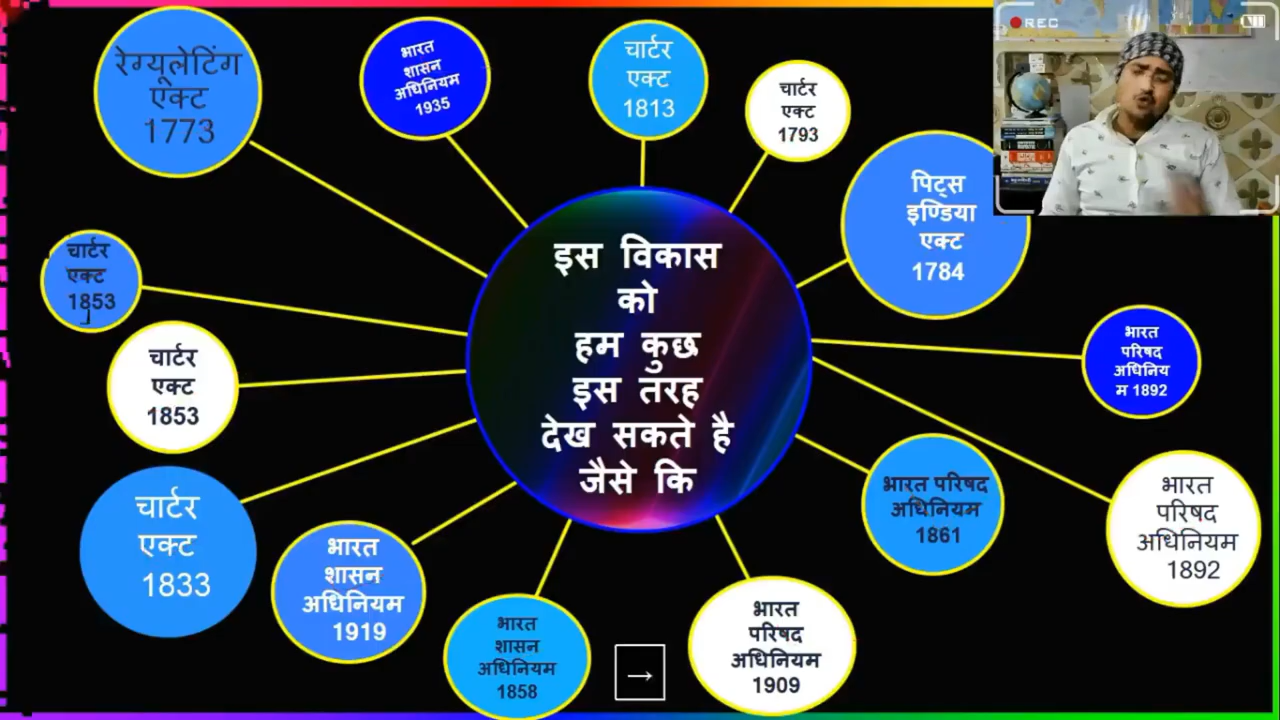 रेग्यूलेटिंग
एक्ट
1773
भारत
शासन
अधिनियम
1935
चार्टर
एक्ट
1813
चार्टर
एक्ट
1793
REC
पिट्स
इण्डिया
एक्ट
1784
चार्टर
एक्ट
1853
चार्टर
एक्ट
1853
इस विकास
को
हम कुछ
इस तरह
देख सकते है
जैसे कि
भारत
परिषद
अधिनिय
म 1892
भारत परिषद
अधिनियम
1861
भारत
परिषद
अधिनियम
1892
चार्टर
एक्ट
1833
भारत
शासन
अधिनियम
1919
भारत
शासन
अधिनियम
1858
→
भारत
परिषद
अधिनियम
1909